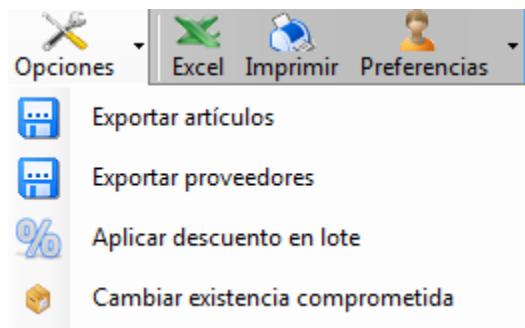 Opciones Excel Imprimir Preferencias
Exportar artículos
Exportar proveedores
Aplicar descuento en lote
Cambiar existencia comprometida